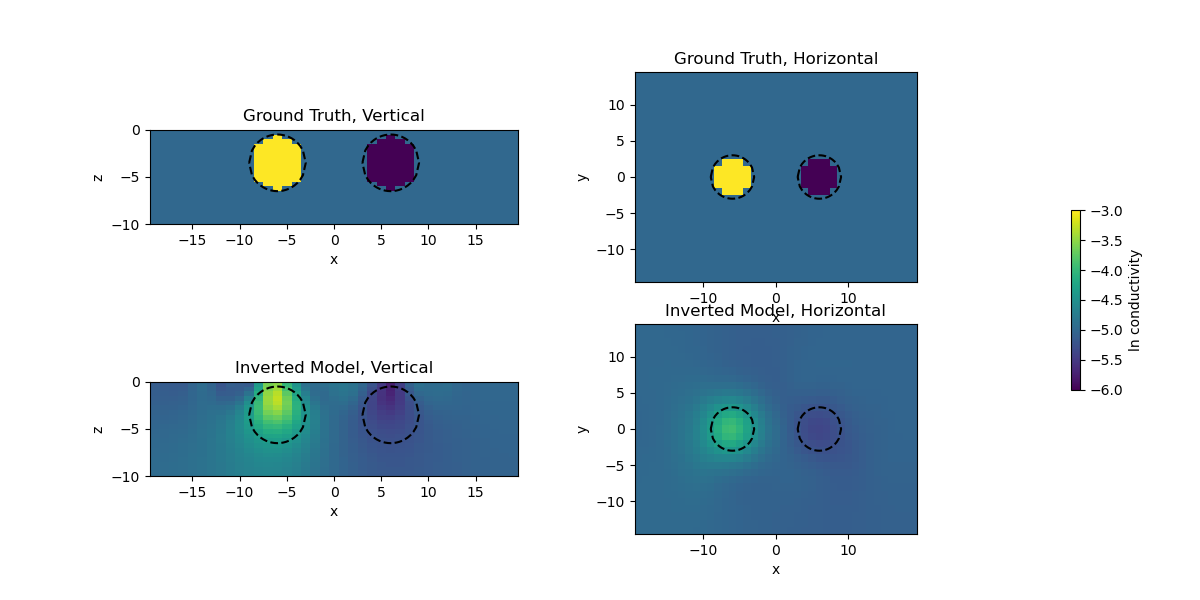 Ground Truth, Vertical
0
−5
−10
z
−15 −10 −5 0 5 10 15
x
Ground Truth, Horizontal
10
5
0
−5
−10
y
−10 0 10
x
Inverted Model, Vertical
0
−5
−10
z
−15 −10 −5 0 5 10 15
x
Inverted Model, Horizontal
10
5
0
−5
−10
y
−10 0 10
x
−3.0
−3.5
−4.0
−4.5
−5.0
−5.5
−6.0
ln conductivity